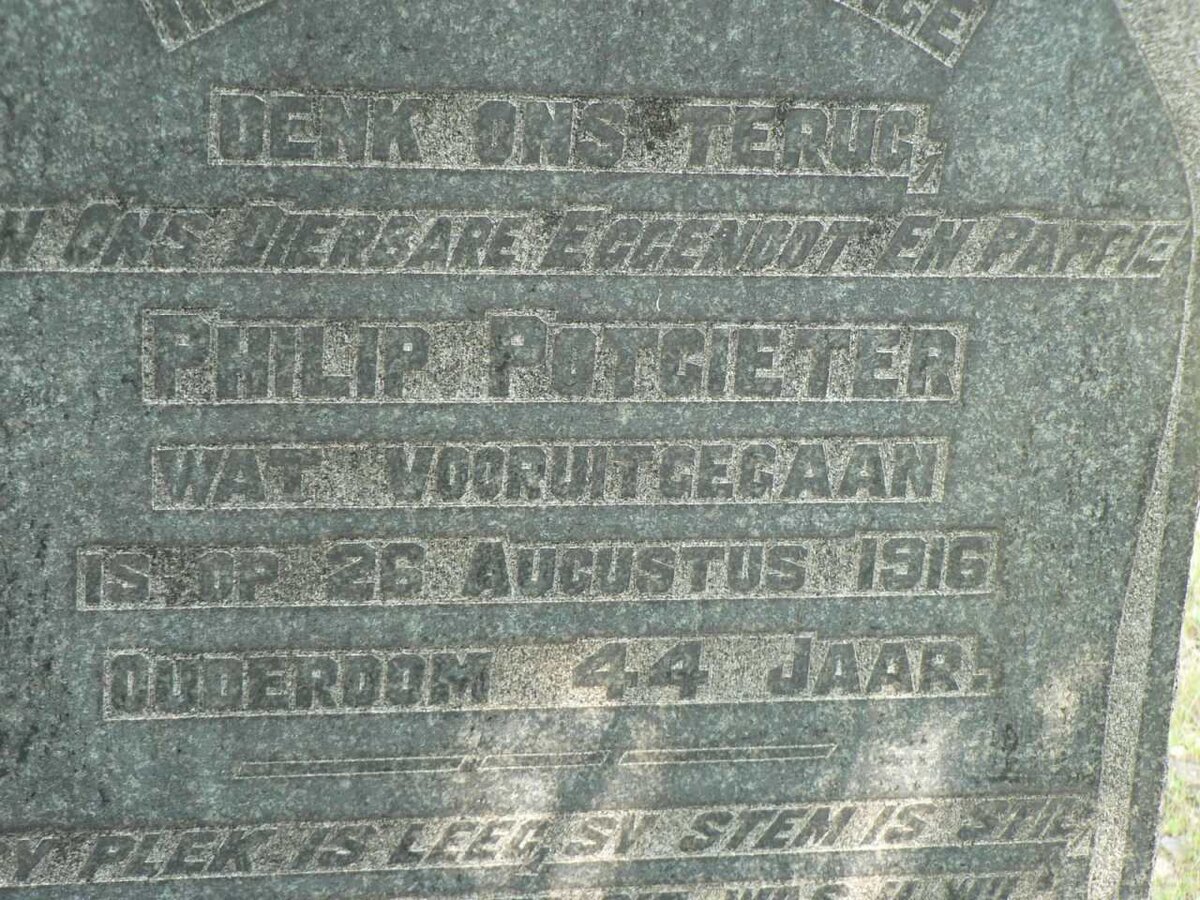 DENK ONS TERUG,
ONS DIERBARE EGGENOOT EN PAPPIE
PHILIP POTGIETER
WAT VOORUITGEGAAN
IS OP 26 AUGUSTUS 1916
OUDERDOM 44 JAAR.
PLEK IS LEEG, SY STEM IS